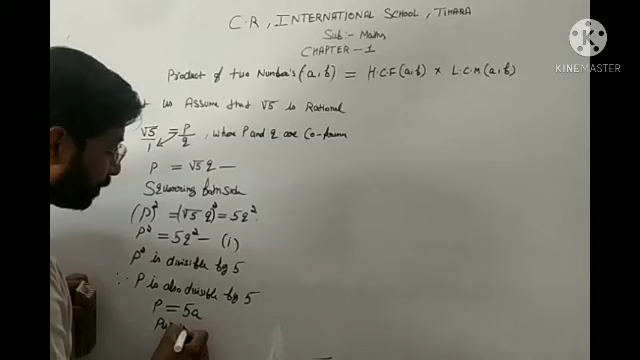 C.R, INTERNATIONAL SCHOOL, TIHARA
Sub:- Maths
CHAPTER-1
Product of two Number's (a,b) = H.C.F (a,b) × L.C.M (a,b)
us Assume that √5 is Rational
√5/1 = P/q, where P and q are Co-prime
P = √5 q —
Squaring both side
(P)² = (√5 q)² = 5q²
P² = 5q² — (1)
P² is divisible by 5
∴ P is also divisible by 5
P = 5a
KINEMASTER